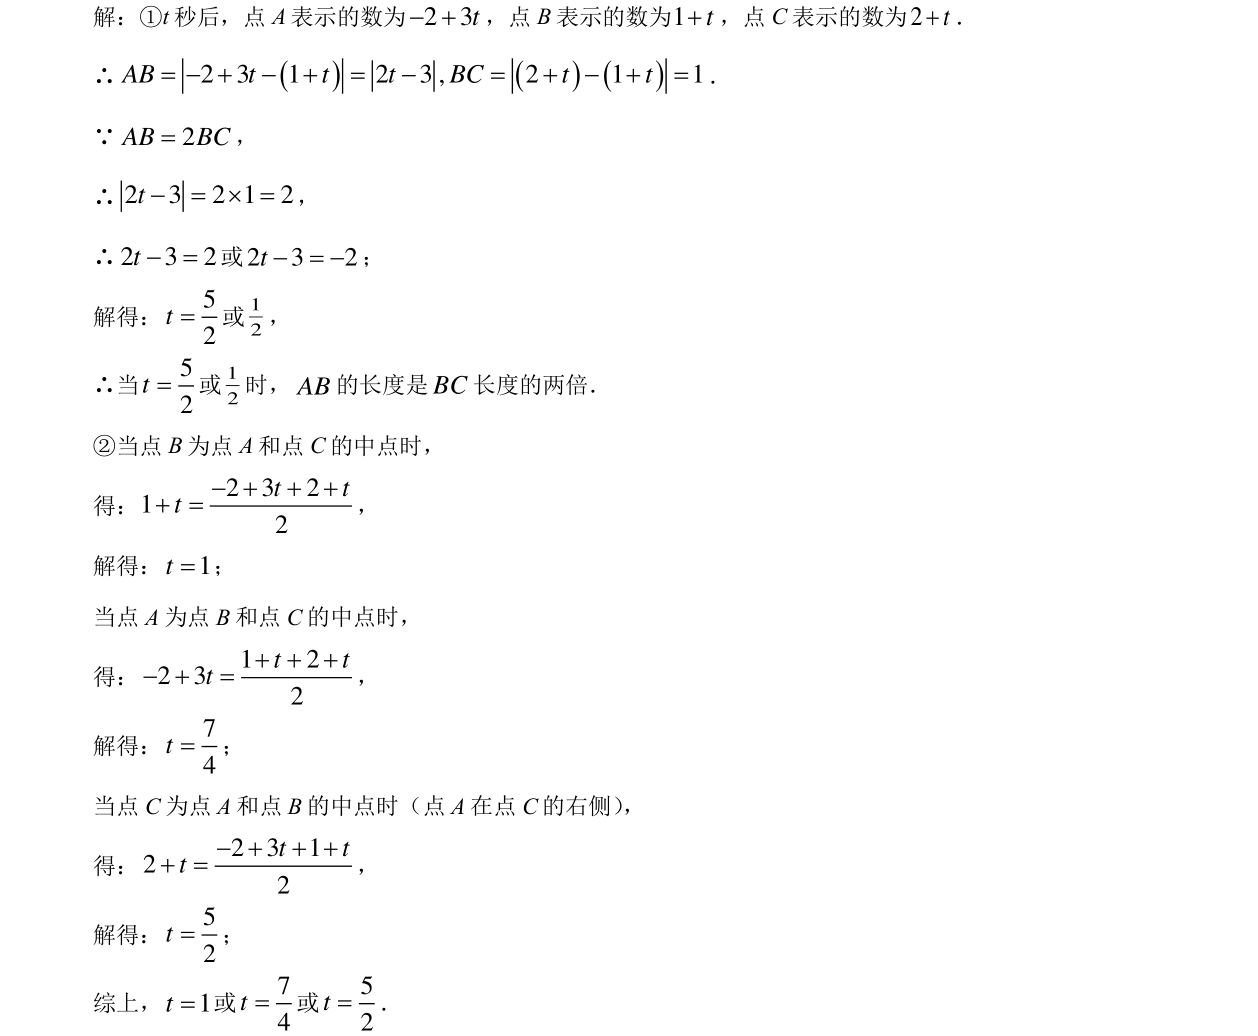 解：①t 秒后，点 A 表示的数为 −2+3t，点 B 表示的数为 1+t，点 C 表示的数为 2+t．
∴ AB = |−2+3t−(1+t)| = |2t−3|, BC = |(2+t)−(1+t)| = 1．
∵ AB = 2BC，
∴ |2t−3| = 2×1 = 2，
∴ 2t−3 = 2 或 2t−3 = −2；
解得：t = 5/2 或 1/2，
∴当 t = 5/2 或 1/2 时， AB 的长度是 BC 长度的两倍．
②当点 B 为点 A 和点 C 的中点时，
得：1+t = (−2+3t+2+t)/2，
解得：t = 1；
当点 A 为点 B 和点 C 的中点时，
得：−2+3t = (1+t+2+t)/2，
解得：t = 7/4；
当点 C 为点 A 和点 B 的中点时（点 A 在点 C 的右侧），
得：2+t = (−2+3t+1+t)/2，
解得：t = 5/2；
综上，t = 1 或 t = 7/4 或 t = 5/2．